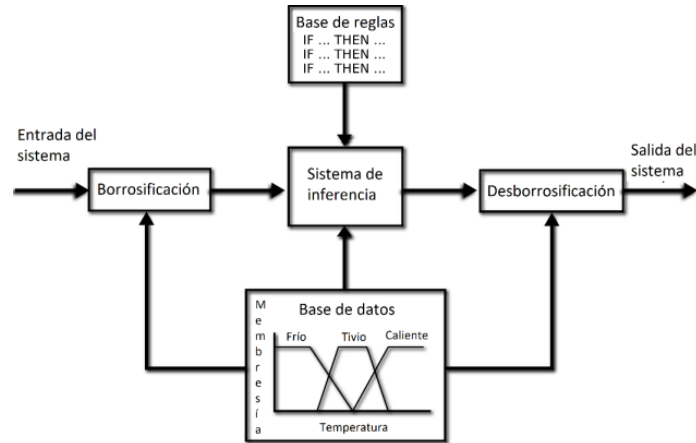 Base de reglas
IF ... THEN ...
IF ... THEN ...
IF ... THEN ...
Entrada del
sistema
Borrosificación
Sistema de
inferencia
Desborrosificación
Salida del
sistema
Membresía
Base de datos
Frío Tivio Caliente
Temperatura